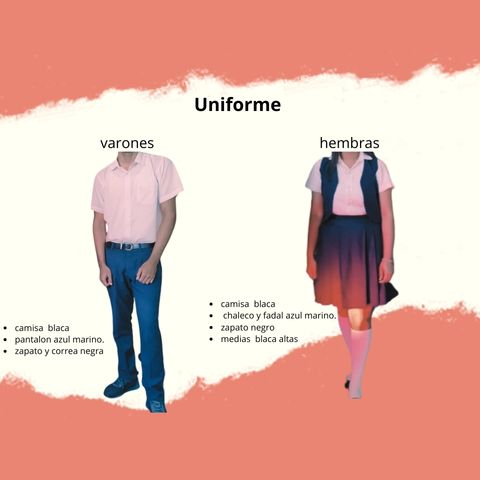 Uniforme
varones
camisa blaca
pantalon azul marino.
zapato y correa negra
hembras
camisa blaca
chaleco y fadal azul marino.
zapato negro
medias blaca altas